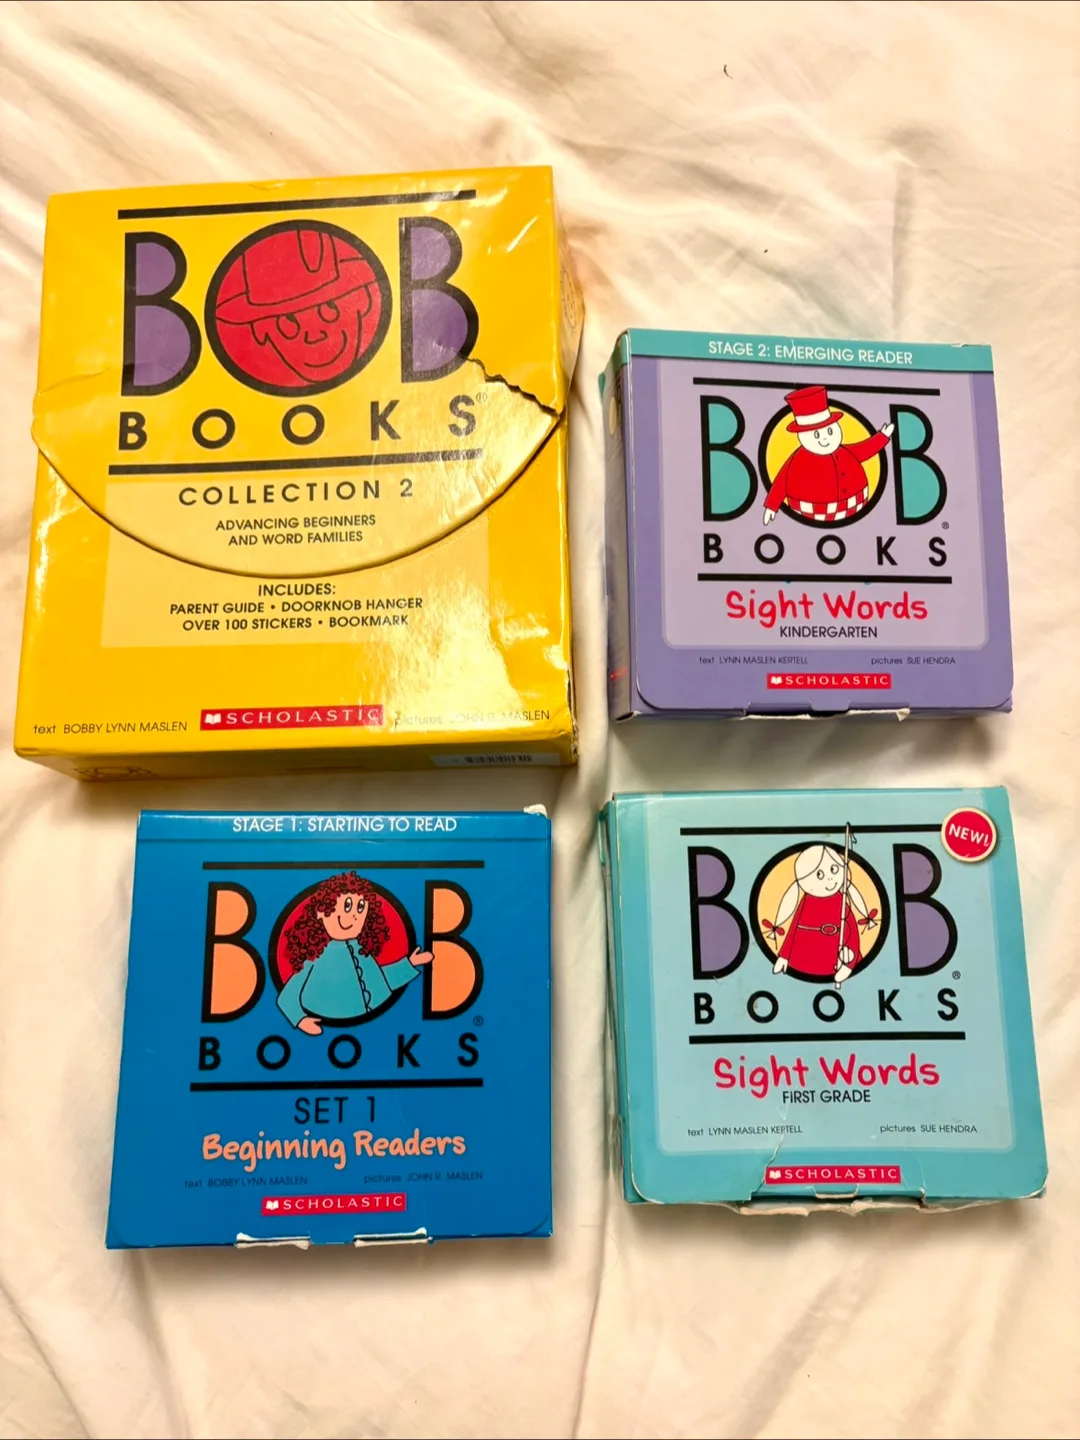 BOB
BOOKS®
COLLECTION 2
ADVANCING BEGINNERS
AND WORD FAMILIES
INCLUDES:
PARENT GUIDE • DOORKNOB HANGER
OVER 100 STICKERS • BOOKMARK
text BOBBY LYNN MASLEN SCHOLASTIC pictures JOHN R. MASLEN
STAGE 2: EMERGING READER
BOB®
BOOKS
Sight Words
KINDERGARTEN
text LYNN MASLEN KERTELL pictures SUE HENDRA
SCHOLASTIC
STAGE 1: STARTING TO READ
BOB®
BOOKS
SET 1
Beginning Readers
text BOBBY LYNN MASLEN pictures JOHN R. MASLEN
SCHOLASTIC
NEW!
BOB®
BOOKS
Sight Words
FIRST GRADE
text LYNN MASLEN KERTELL pictures SUE HENDRA
SCHOLASTIC